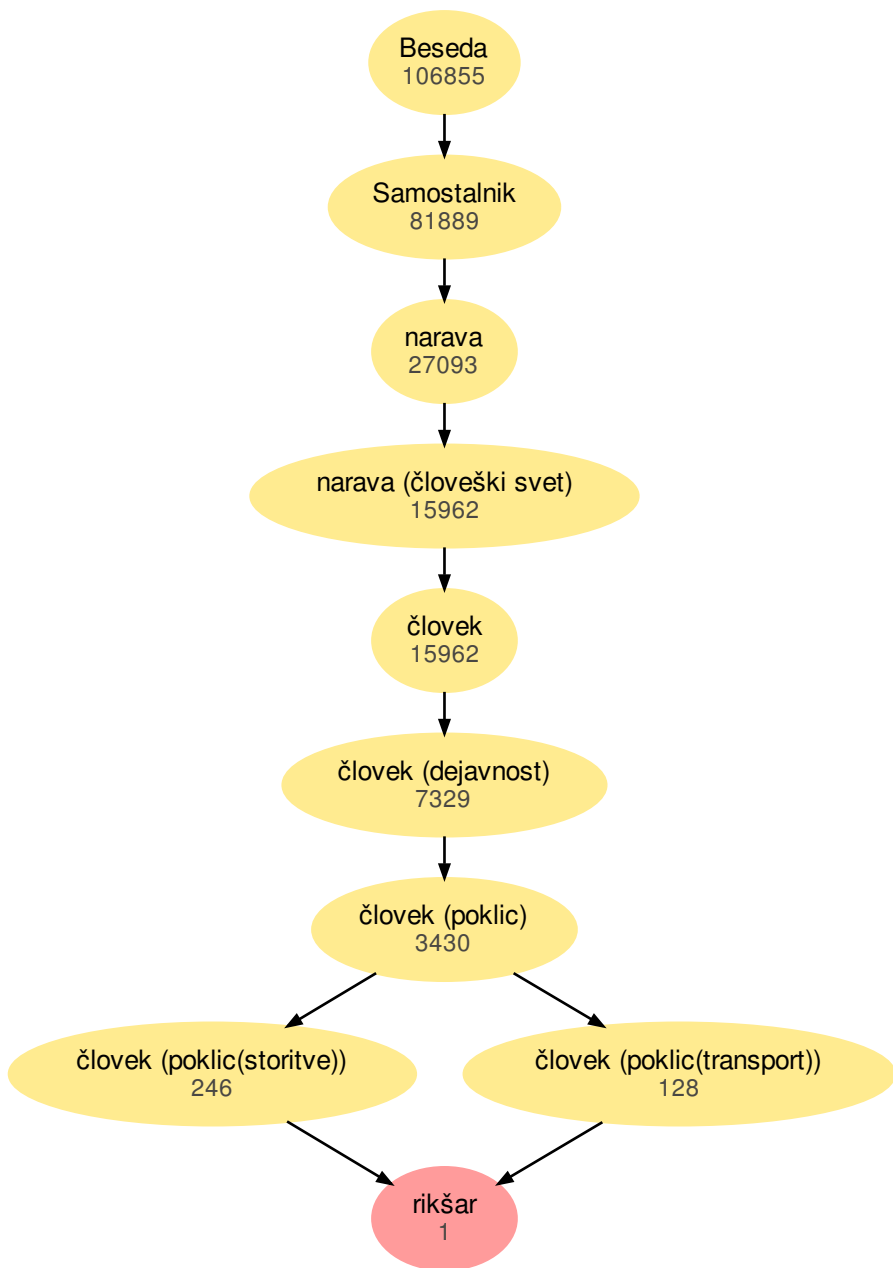 Beseda
106855
Samostalnik
81889
narava
27093
narava (človeški svet)
15962
človek
15962
človek (dejavnost)
7329
človek (poklic)
3430
človek (poklic(storitve))
246
človek (poklic(transport))
128
rikšar
1